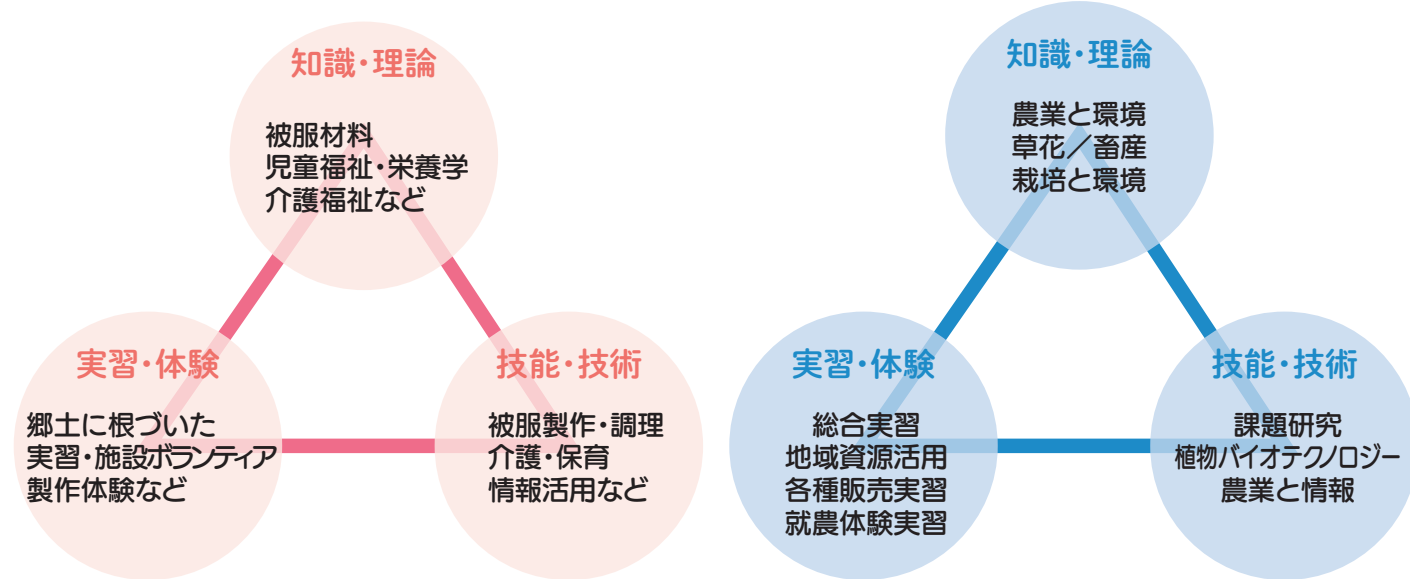 知識・理論
被服材料
児童福祉・栄養学
介護福祉など
実習・体験
郷土に根づいた
実習・施設ボランティア
製作体験など
技能・技術
被服製作・調理
介護・保育
情報活用など
知識・理論
農業と環境
草花／畜産
栽培と環境
実習・体験
総合実習
地域資源活用
各種販売実習
就農体験実習
技能・技術
課題研究
植物バイオテクノロジー
農業と情報